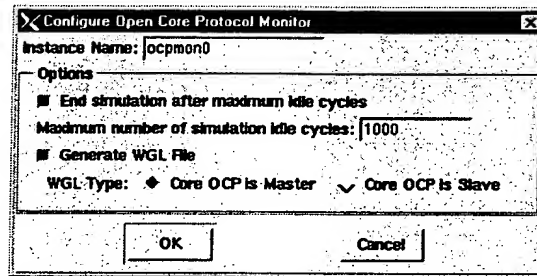 Configure Open Core Protocol Monitor
Instance Name: ocpmon0
Options
End simulation after maximum idle cycles
Maximum number of simulation idle cycles: 1000
Generate WGL File
WGL Type: Core OCP is Master Core OCP is Slave
OK Cancel